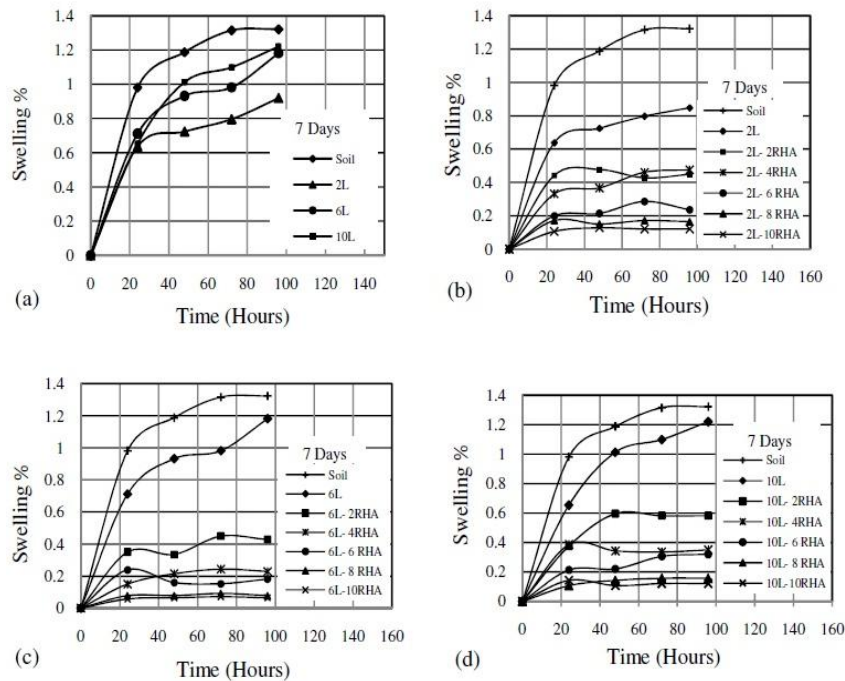 1.4
1.2
1
0.8
0.6
0.4
0.2
0
Swelling %
7 Days
Soil
2L
6L
10L
0 20 40 60 80 100 120 140
Time (Hours)
(a)
1.4
1.2
1
0.8
0.6
0.4
0.2
0
Swelling %
7 Days
Soil
2L
2L- 2RHA
2L- 4RHA
2L- 6 RHA
2L- 8 RHA
2L-10RHA
0 20 40 60 80 100 120 140 160
Time (Hours)
(b)
1.4
1.2
1
0.8
0.6
0.4
0.2
0
Swelling %
7 Days
Soil
6L
6L- 2RHA
6L- 4RHA
6L- 6 RHA
6L- 8 RHA
6L-10RHA
0 20 40 60 80 100 120 140 160
Time (Hours)
(c)
1.4
1.2
1
0.8
0.6
0.4
0.2
0
Swelling %
7 Days
Soil
10L
10L- 2RHA
10L- 4RHA
10L- 6 RHA
10L- 8 RHA
10L-10RHA
0 20 40 60 80 100 120 140 160
Time (Hours)
(d)